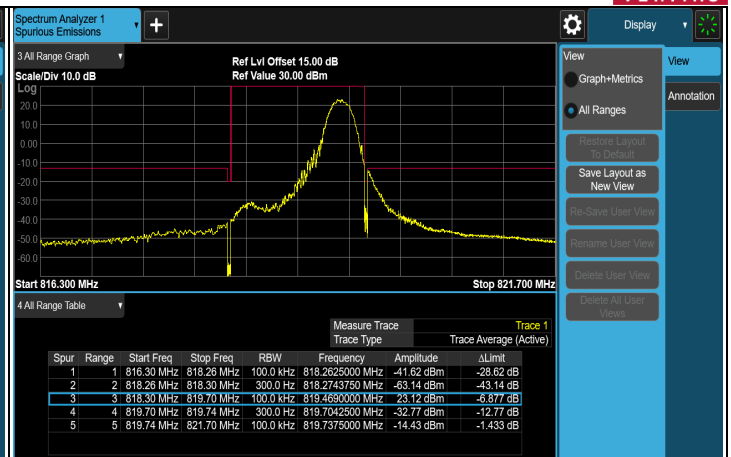 Spectrum Analyzer 1
Spurious Emissions
Display
3 All Range Graph
Ref Lvl Offset 15.00 dB
Scale/Div 10.0 dB
Ref Value 30.00 dBm
Log
20.0
10.0
0.00
-10.0
-20.0
-30.0
-40.0
-50.0
-60.0
Start 816.300 MHz
Stop 821.700 MHz
4 All Range Table
Measure Trace Trace 1
Trace Type Trace Average (Active)
Spur Range Start Freq Stop Freq RBW Frequency Amplitude ΔLimit
1 1 816.30 MHz 818.26 MHz 100.0 kHz 818.2625000 MHz -41.62 dBm -28.62 dB
2 2 818.26 MHz 818.30 MHz 300.0 Hz 818.2743750 MHz -63.14 dBm -43.14 dB
3 3 818.30 MHz 819.70 MHz 100.0 kHz 819.4690000 MHz 23.12 dBm -6.877 dB
4 4 819.70 MHz 819.74 MHz 300.0 Hz 819.7042500 MHz -32.77 dBm -12.77 dB
5 5 819.74 MHz 821.70 MHz 100.0 kHz 819.7375000 MHz -14.43 dBm -1.433 dB
View
Graph+Metrics
All Ranges
Restore Layout
To Default
Save Layout as
New View
Re-Save User View
Rename User View
Delete User View
Delete All User
Views
View
Annotation